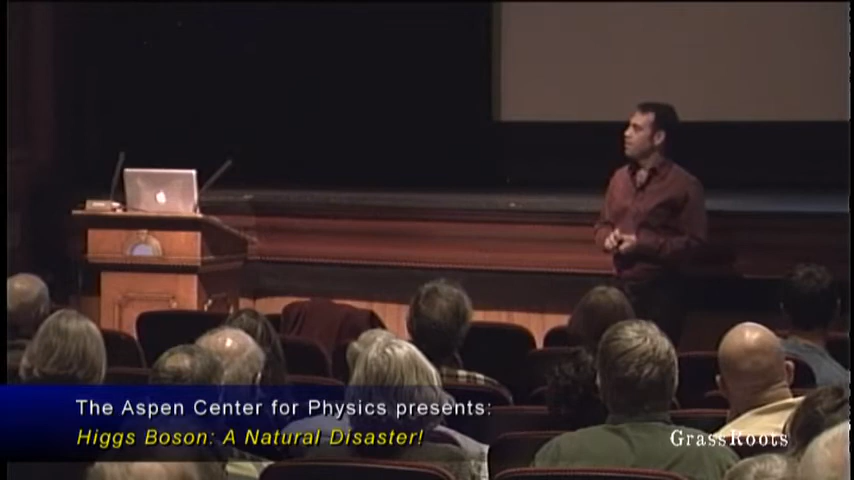 The Aspen Center for Physics presents:
Higgs Boson: A Natural Disaster!
GrassRoots